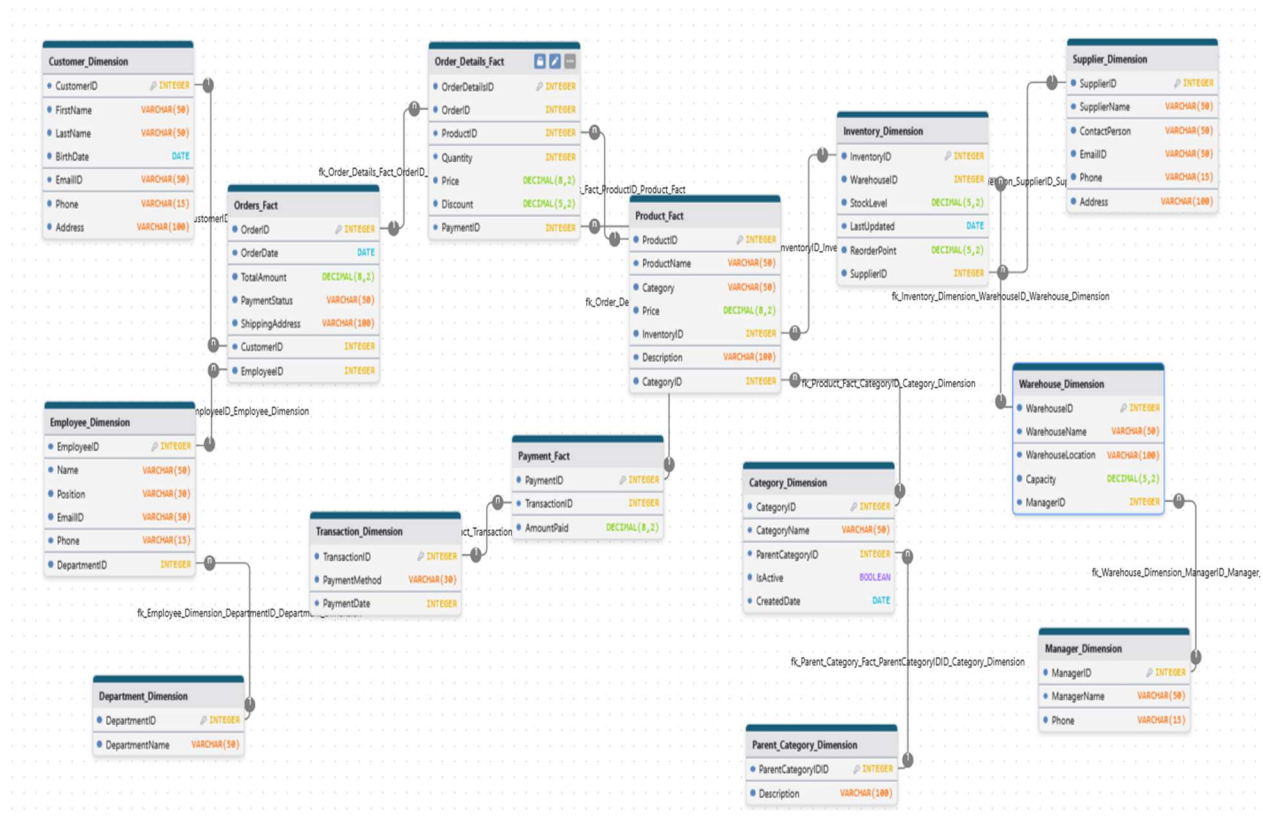 Customer_Dimension
CustomerID INTEGER
FirstName VARCHAR(50)
LastName VARCHAR(50)
BirthDate DATE
EmailID VARCHAR(50)
Phone VARCHAR(15)
Address VARCHAR(100)
Order_Details_Fact
OrderDetailsID INTEGER
OrderID INTEGER
ProductID INTEGER
Quantity INTEGER
Price DECIMAL(8,2)
Discount DECIMAL(5,2)
PaymentID INTEGER
Supplier_Dimension
SupplierID INTEGER
SupplierName VARCHAR(50)
ContactPerson VARCHAR(50)
EmailID VARCHAR(50)
Phone VARCHAR(15)
Address VARCHAR(100)
Inventory_Dimension
InventoryID INTEGER
WarehouseID INTEGER
StockLevel DECIMAL(5,2)
LastUpdated DATE
ReorderPoint DECIMAL(5,2)
SupplierID INTEGER
fk_Order_Details_Fact_OrderID_
_Fact_ProductID_Product_Fact
_SupplierID_Sup
ustomerID
Orders_Fact
OrderID INTEGER
OrderDate DATE
TotalAmount DECIMAL(8,2)
PaymentStatus VARCHAR(50)
ShippingAddress VARCHAR(100)
CustomerID INTEGER
EmployeeID INTEGER
Product_Fact
ProductID INTEGER
ProductName VARCHAR(50)
Category VARCHAR(50)
Price DECIMAL(8,2)
InventoryID INTEGER
Description VARCHAR(100)
CategoryID INTEGER
nventoryID_Inve
fk_Order_De
fk_Inventory_Dimension_WarehouseID_Warehouse_Dimension
fk_Product_Fact_CategoryID_Category_Dimension
Warehouse_Dimension
WarehouseID INTEGER
WarehouseName VARCHAR(50)
WarehouseLocation VARCHAR(100)
Capacity DECIMAL(5,2)
ManagerID INTEGER
mployeeID_Employee_Dimension
Employee_Dimension
EmployeeID INTEGER
Name VARCHAR(50)
Position VARCHAR(30)
EmailID VARCHAR(50)
Phone VARCHAR(15)
DepartmentID INTEGER
Payment_Fact
PaymentID INTEGER
TransactionID INTEGER
AmountPaid DECIMAL(8,2)
Category_Dimension
CategoryID INTEGER
CategoryName VARCHAR(50)
ParentCategoryID INTEGER
IsActive BOOLEAN
CreatedDate DATE
Transaction_Dimension
TransactionID INTEGER
PaymentMethod VARCHAR(30)
PaymentDate INTEGER
ct_Transaction
fk_Warehouse_Dimension_ManagerID_Manager_
fk_Employee_Dimension_DepartmentID_Department_Dimension
Manager_Dimension
ManagerID INTEGER
ManagerName VARCHAR(50)
Phone VARCHAR(15)
fk_Parent_Category_Fact_ParentCategoryIDID_Category_Dimension
Department_Dimension
DepartmentID INTEGER
DepartmentName VARCHAR(50)
Parent_Category_Dimension
ParentCategoryIDID INTEGER
Description VARCHAR(100)